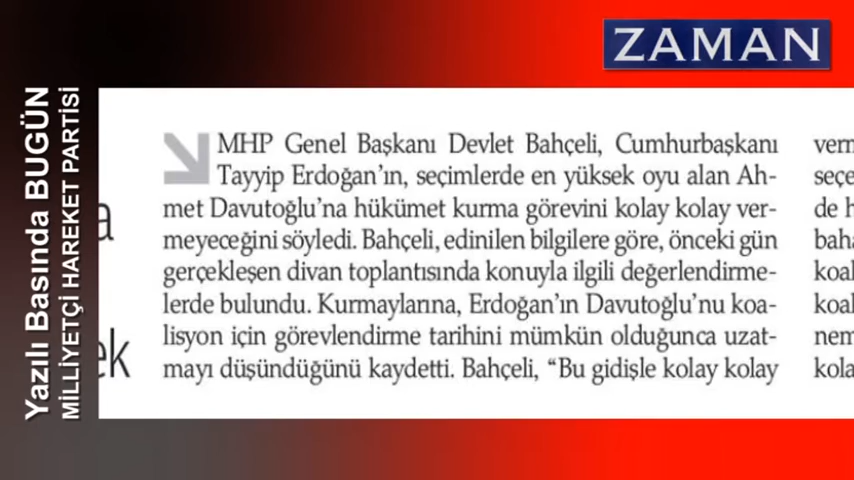 ZAMAN
Yazılı Basında BUGÜN
MİLLİYETÇİ HAREKET PARTİSİ
MHP Genel Başkanı Devlet Bahçeli, Cumhurbaşkanı
Tayyip Erdoğan’ın, seçimlerde en yüksek oyu alan Ah-
met Davutoğlu’na hükümet kurma görevini kolay kolay ver-
meyeceğini söyledi. Bahçeli, edinilen bilgilere göre, önceki gün
gerçekleşen divan toplantısında konuyla ilgili değerlendirme-
lerde bulundu. Kurmaylarına, Erdoğan’ın Davutoğlu’nu koa-
lisyon için görevlendirme tarihini mümkün olduğunca uzat-
mayı düşündüğünü kaydetti. Bahçeli, “Bu gidişle kolay kolay